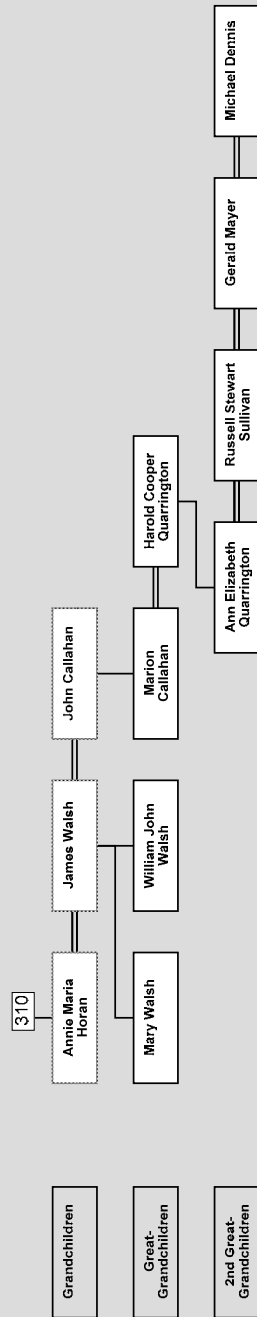 310
Grandchildren
Annie Maria
Horan
James Walsh
John Callahan
Great-
Grandchildren
Mary Walsh
William John
Walsh
Marion
Callahan
Harold Cooper
Quarrington
2nd Great-
Grandchildren
Ann Elizabeth
Quarrington
Russell Stewart
Sullivan
Gerald Mayer
Michael Dennis